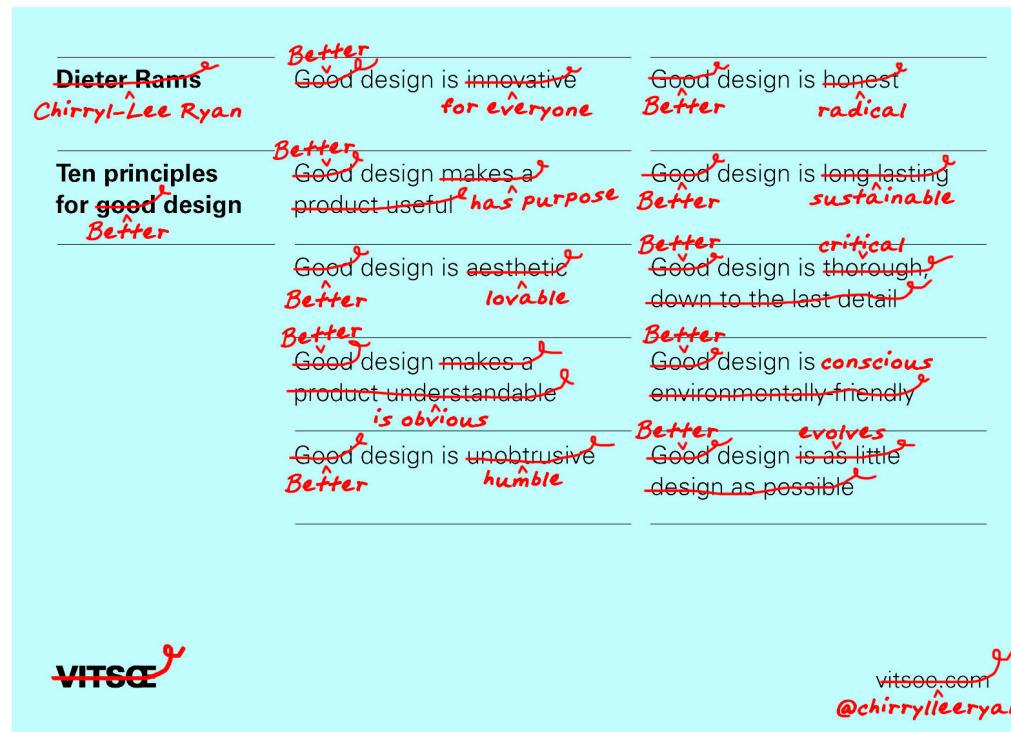 Dieter Rams
Chirryl-Lee Ryan
Ten principles
for good design
Better
Better
Good design is innovative
for everyone
Better
Good design makes a
product useful has purpose
Good design is aesthetic
Better lovable
Better
Good design makes a
product understandable
is obvious
Good design is unobtrusive
Better humble
Good design is honest
Better radical
Good design is long lasting
Better sustainable
Better critical
Good design is thorough,
down to the last detail
Better
Good design is conscious
environmentally-friendly
Better evolves
Good design is as little
design as possible
VITSŒ
vitsoe.com
@chirrylleeryan